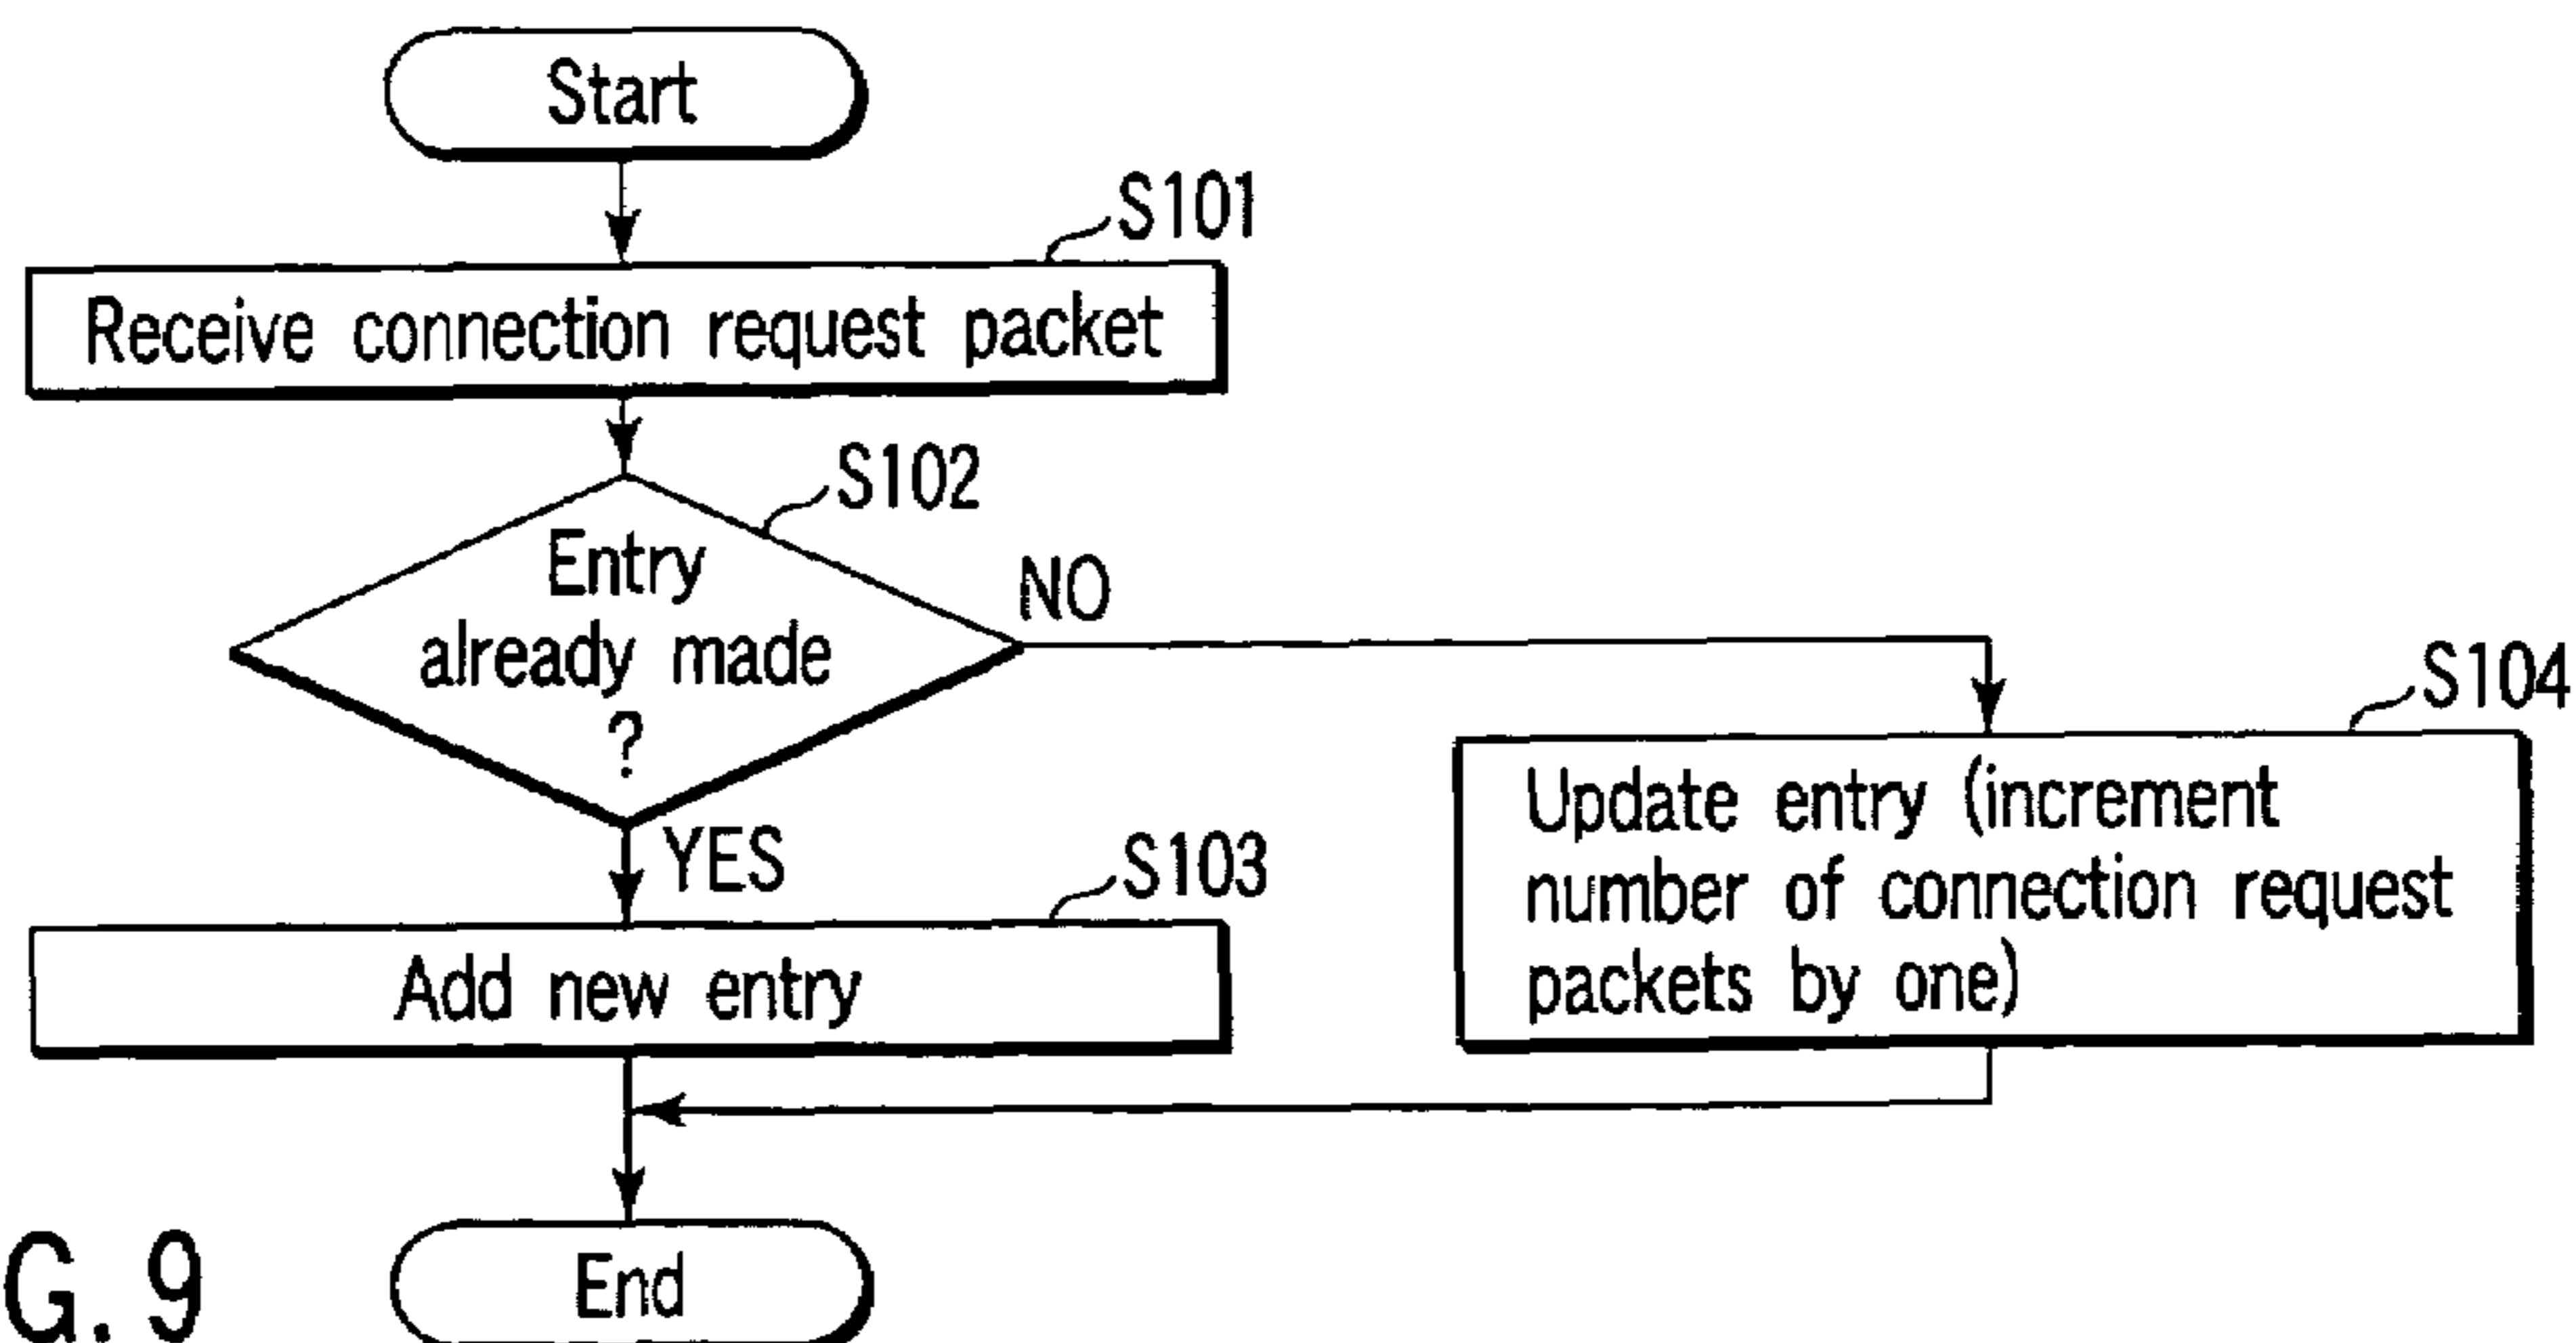 Start
S101
Receive connection request packet
S102
Entry
already made
?
NO
YES
S104
Update entry (increment
number of connection request
packets by one)
S103
Add new entry
End
G. 9